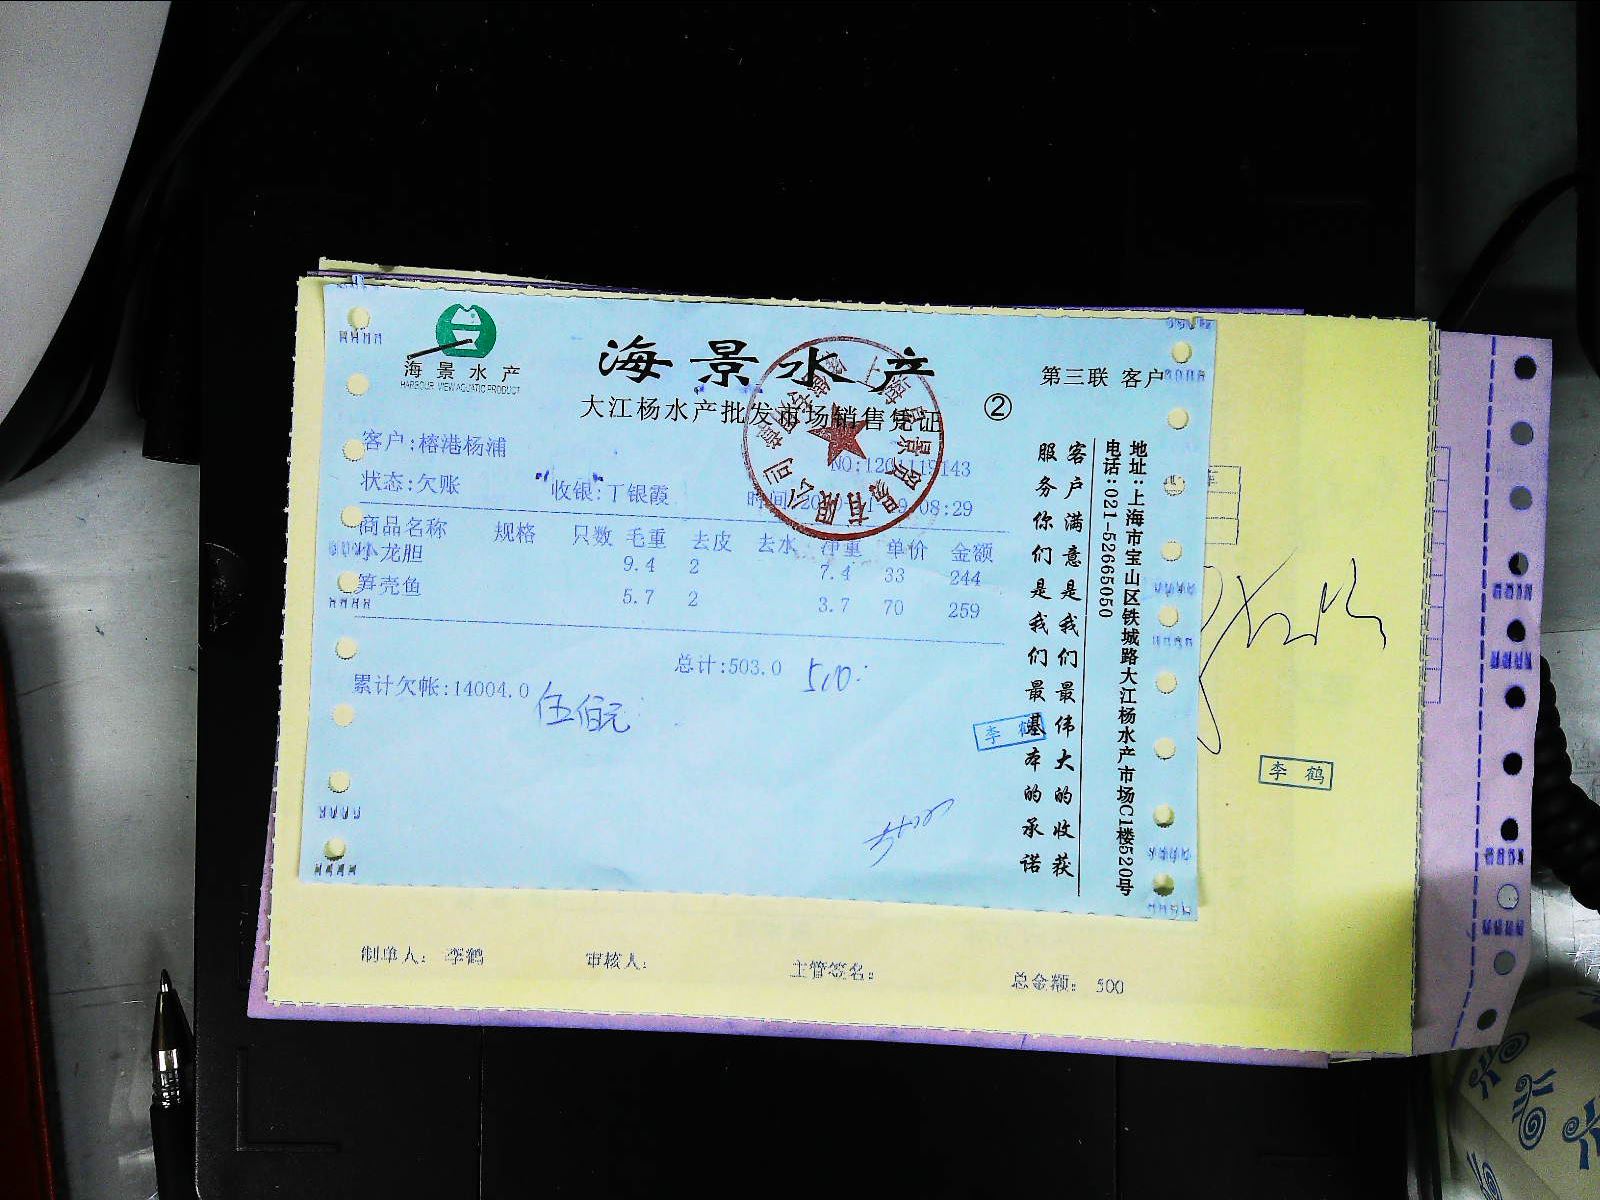 海景水产
HARBOUR VIEW AQUATIC PRODUCT
海景水产
第三联 客户
大江杨水产批发市场销售凭证
②
客户:榕港杨浦
状态:欠账
收银:丁银霞
08:29
商品名称 规格 只数 毛重 去皮 去水 净重 单价 金额
小龙胆 9.4 2 7.4 33 244
笋壳鱼 5.7 2 3.7 70 259
总计:503.0
累计欠帐:14004.0
伍佰元
李鹤
客户满意是我们最伟大的收获
服务你们是我们最基本的承诺
地址:上海市宝山区铁城路大江杨水产市场C1楼520号
电话:021-52665050
李鹤
制单人: 李鹤
审核人:
主管签名:
总金额: 500